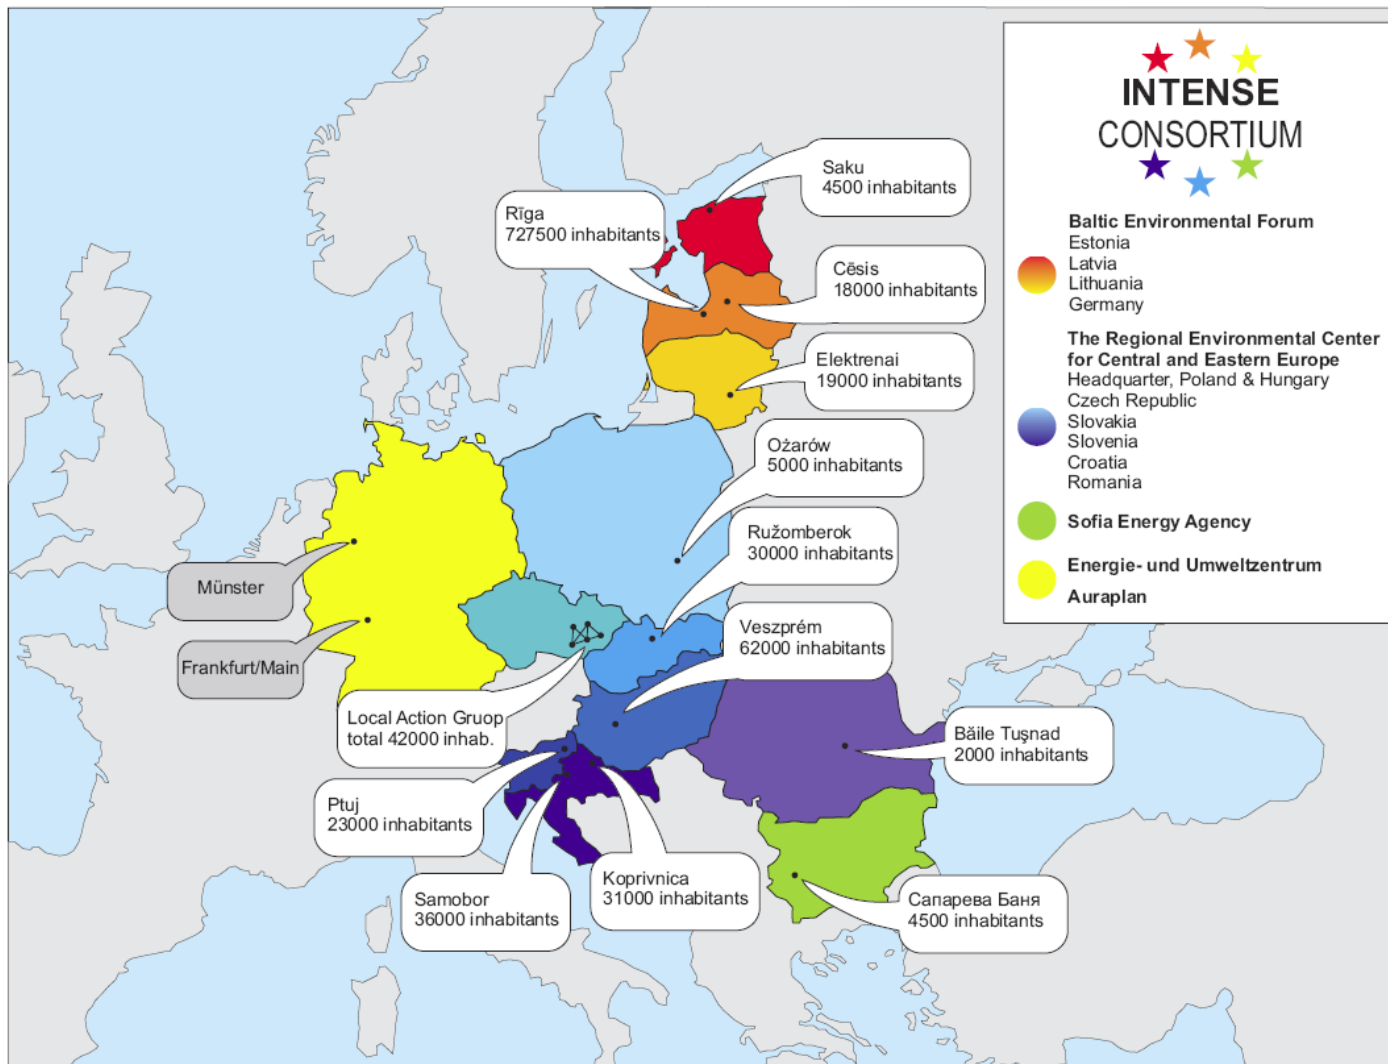 INTENSE
CONSORTIUM
Baltic Environmental Forum
Estonia
Latvia
Lithuania
Germany
The Regional Environmental Center
for Central and Eastern Europe
Headquarter, Poland & Hungary
Czech Republic
Slovakia
Slovenia
Croatia
Romania
Sofia Energy Agency
Energie- und Umweltzentrum
Auraplan
Saku
4500 inhabitants
Rīga
727500 inhabitants
Cēsis
18000 inhabitants
Elektrenai
19000 inhabitants
Ożarów
5000 inhabitants
Ružomberok
30000 inhabitants
Münster
Veszprém
62000 inhabitants
Frankfurt/Main
Local Action Gruop
total 42000 inhab.
Băile Tuşnad
2000 inhabitants
Ptuj
23000 inhabitants
Koprivnica
31000 inhabitants
Samobor
36000 inhabitants
Сапарева Баня
4500 inhabitants